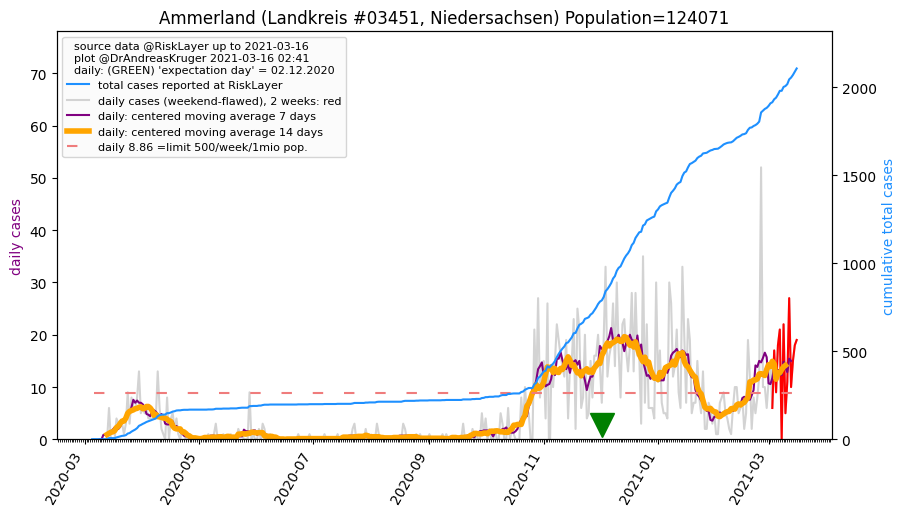 Ammerland (Landkreis #03451, Niedersachsen) Population=124071
source data @RiskLayer up to 2021-03-16
plot @DrAndreasKruger 2021-03-16 02:41
daily: (GREEN) 'expectation day' = 02.12.2020
total cases reported at RiskLayer
daily cases (weekend-flawed), 2 weeks: red
daily: centered moving average 7 days
daily: centered moving average 14 days
daily 8.86 =limit 500/week/1mio pop.
daily cases
70
60
50
40
30
20
10
0
cumulative total cases
2000
1500
1000
500
0
2020-03
2020-05
2020-07
2020-09
2020-11
2021-01
2021-03